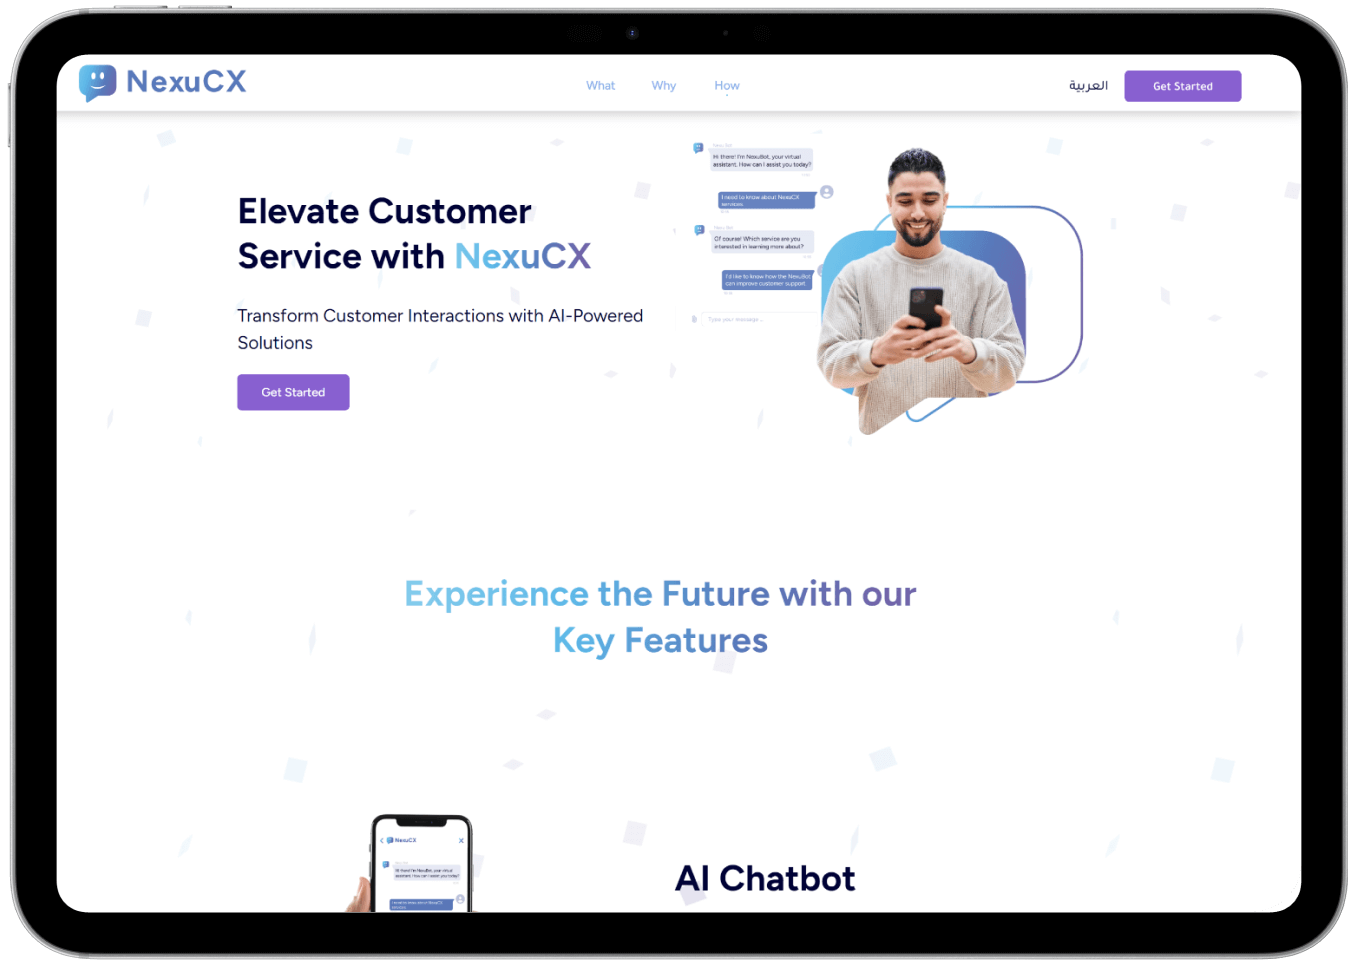 NexuCX
What
Why
How
العربية
Get Started
Elevate Customer
Service with NexuCX
Transform Customer Interactions with AI-Powered
Solutions
Get Started
Hi there! I'm NexuBot, your virtual
assistant. How can I assist you today?
I need to know about NexuCX
services
Of course! Which service are you
interested in learning more about?
I'd like to know how the NexuBot
can improve customer support
Type your message ...
Experience the Future with our
Key Features
NexuCX
Hi there! I'm NexuBot, your virtual
assistant. How can I assist you today?
I need to know about NexuCX
services
AI Chatbot